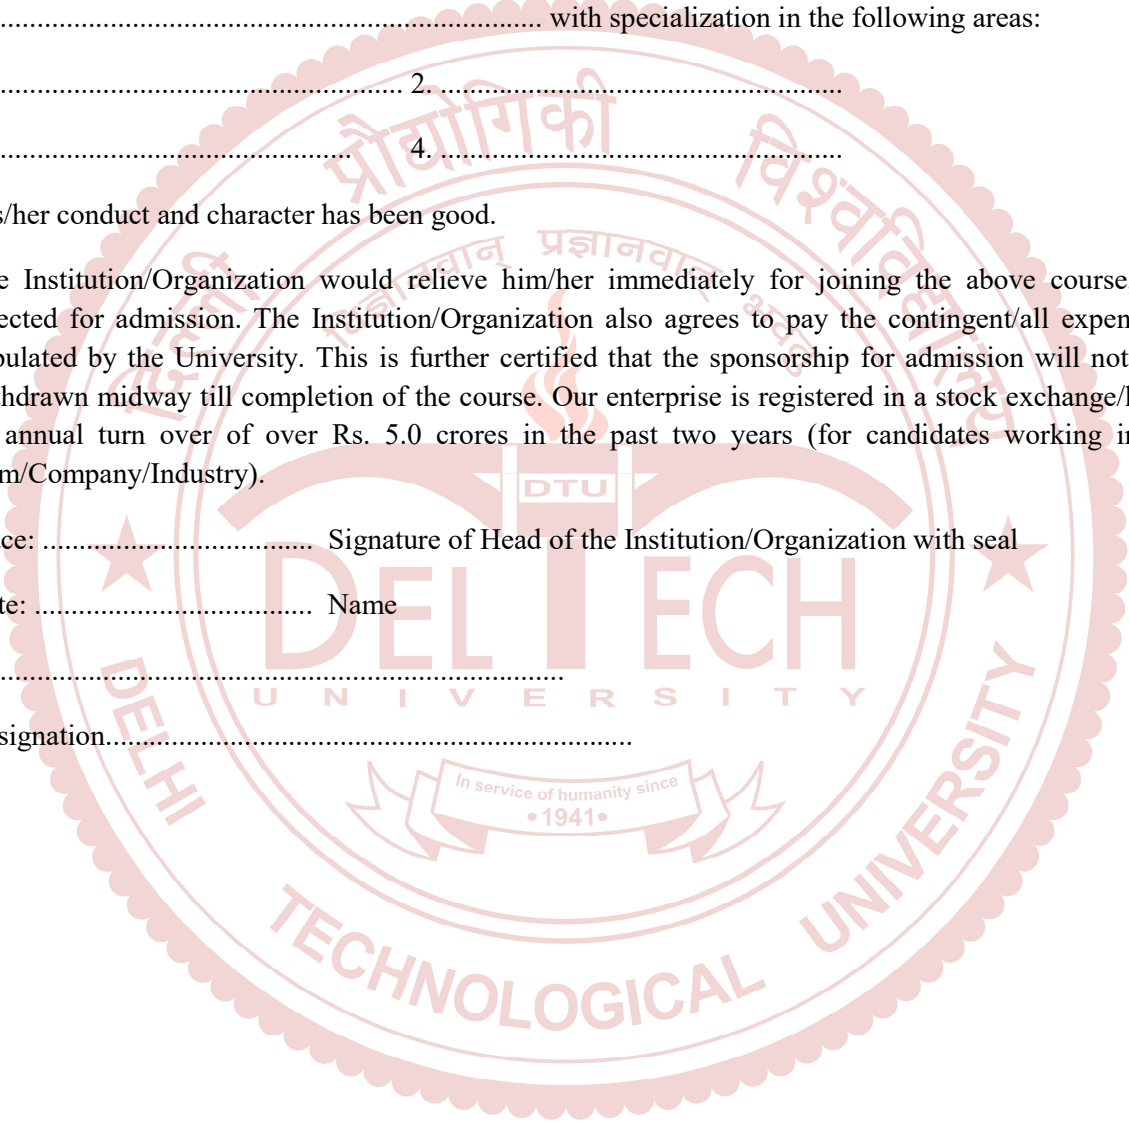 .......................................................................... with specialization in the following areas:
....................................................... 2. .......................................................
................................................ 4. .......................................................
s/her conduct and character has been good.
e Institution/Organization would relieve him/her immediately for joining the above course,
ected for admission. The Institution/Organization also agrees to pay the contingent/all expen
pulated by the University. This is further certified that the sponsorship for admission will not
thdrawn midway till completion of the course. Our enterprise is registered in a stock exchange/h
annual turn over of over Rs. 5.0 crores in the past two years (for candidates working in
m/Company/Industry).
ce: ..................................... Signature of Head of the Institution/Organization with seal
te: ...................................... Name
.............................................................................
signation........................................................................
दिल्ली प्रौद्योगिकी विश्वविद्यालय
विज्ञानवान् प्रज्ञानवान् भवेत
DTU
DELTECH
UNIVERSITY
In service of humanity since
•1941•
DELHI TECHNOLOGICAL UNIVERSITY